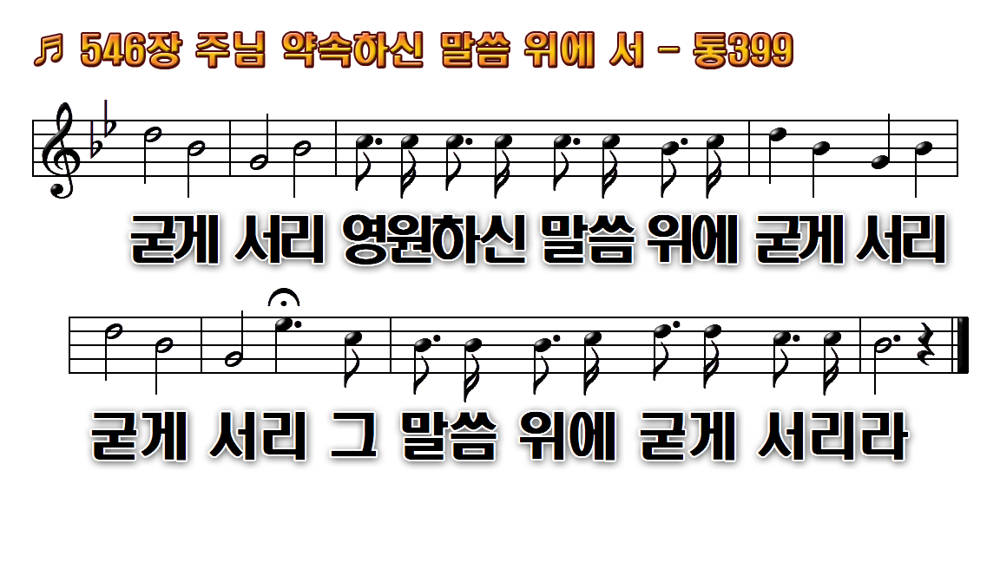 ♬ 546장 주님 약속하신 말씀 위에 서 - 통399
굳게 서리 영원하신 말씀 위에 굳게 서리
굳게 서리 그 말씀 위에 굳게 서리라